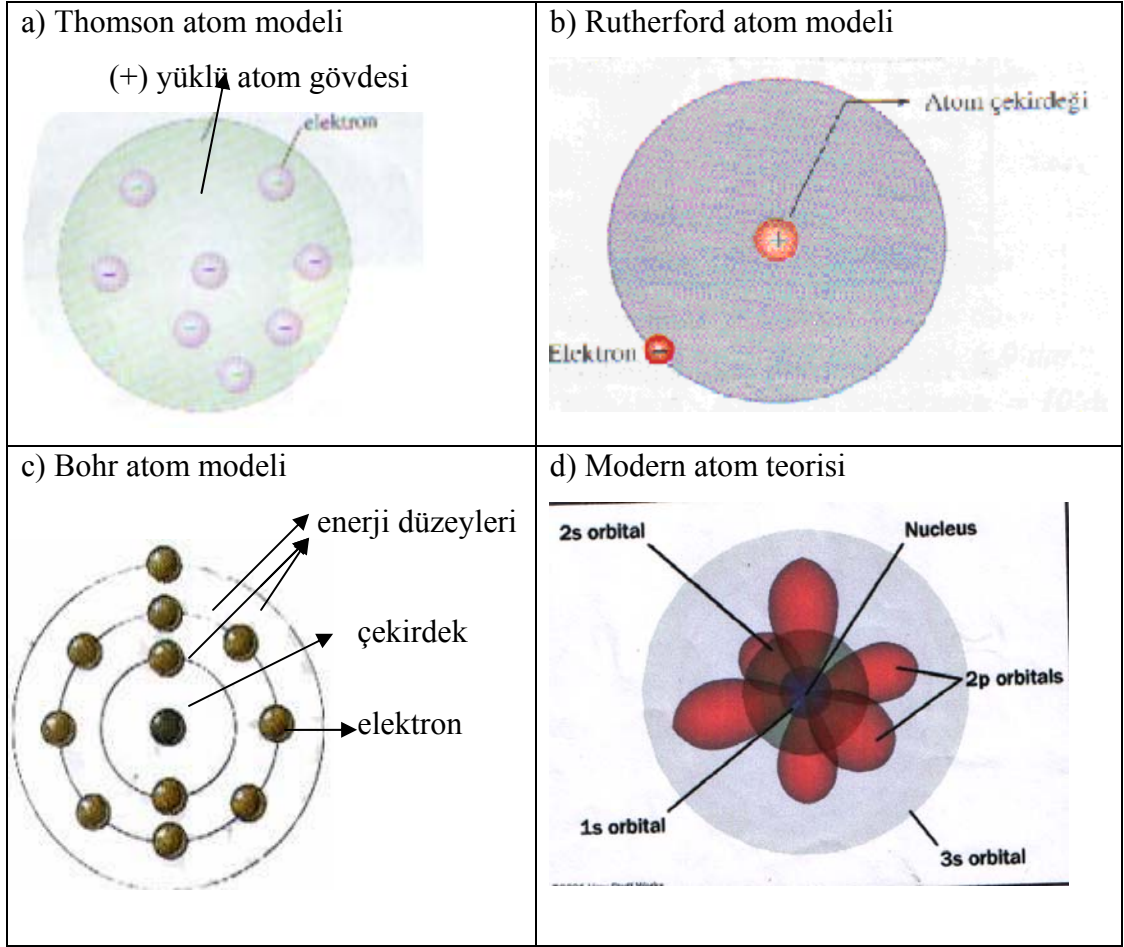 a) Thomson atom modeli
(+) yüklü atom gövdesi
elektron
b) Rutherford atom modeli
Atom çekirdeği
Elektron
c) Bohr atom modeli
enerji düzeyleri
çekirdek
elektron
d) Modern atom teorisi
2s orbital
Nucleus
2p orbitals
1s orbital
3s orbital